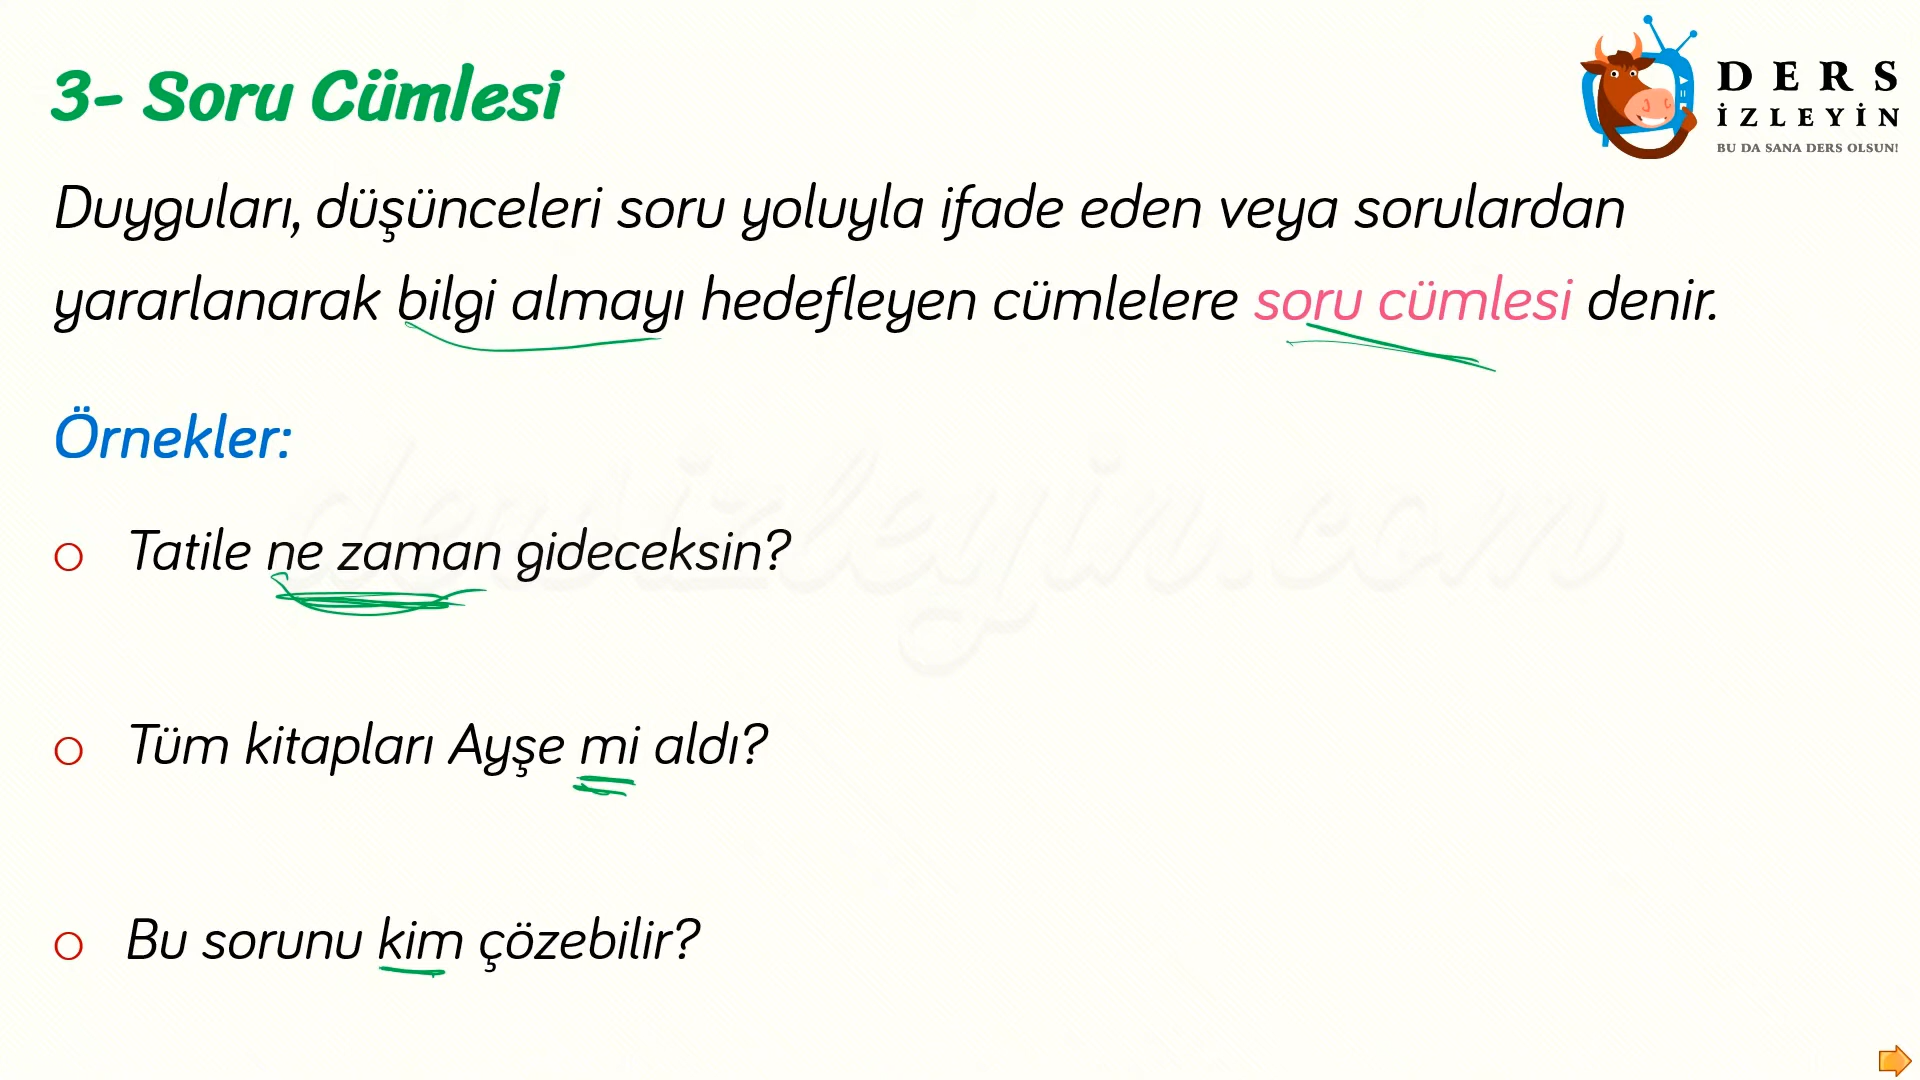 3- Soru Cümlesi
DERS
İZLEYİN
BU DA SANA DERS OLSUN!
Duyguları, düşünceleri soru yoluyla ifade eden veya sorulardan
yararlanarak bilgi almayı hedefleyen cümlelere soru cümlesi denir.
Örnekler:
dersizleyin.com
o Tatile ne zaman gideceksin?
o Tüm kitapları Ayşe mi aldı?
o Bu sorunu kim çözebilir?